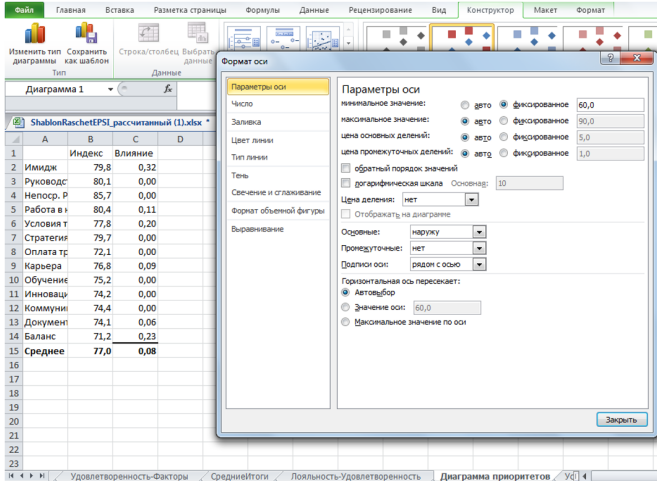 Файл Главная Вставка Разметка страницы Формулы Данные Рецензирование Вид Конструктор Макет Формат
Изменить тип диаграммы Сохранить как шаблон Строка/столбец Выбрать данные
Тип Данные
Диаграмма 1 fx
ShablonRaschetEPSI_рассчитанный (1).xlsx *
A B C D
1 Индекс Влияние
2 Имидж 79,8 0,32
3 Руководст 80,1 0,00
4 Непоср. Р 85,7 0,00
5 Работа в к 80,4 0,11
6 Условия т 77,8 0,20
7 Стратегия 79,7 0,00
8 Оплата тр 72,1 0,00
9 Карьера 76,8 0,09
10 Обучение 75,2 0,00
11 Инноваци 74,2 0,00
12 Коммуни 74,4 0,00
13 Документ 74,1 0,06
14 Баланс 71,2 0,23
15 Среднее 77,0 0,08
16
17
18
19
20
21
22
23
Удовлетворенность-Факторы СредниеИтоги Лояльность-Удовлетворенность Диаграмма приоритетов
Формат оси
Параметры оси
Число
Заливка
Цвет линии
Тип линии
Тень
Свечение и сглаживание
Формат объемной фигуры
Выравнивание
Параметры оси
минимальное значение: авто фиксированное 60,0
максимальное значение: авто фиксированное 90,0
цена основных делений: авто фиксированное 5,0
цена промежуточных делений: авто фиксированное 1,0
обратный порядок значений
логарифмическая шкала Основная: 10
Цена деления: нет
Отображать на диаграмме
Основные: наружу
Промежуточные: нет
Подписи оси: рядом с осью
Горизонтальная ось пересекает:
Автовыбор
Значение оси: 60,0
Максимальное значение по оси
Закрыть